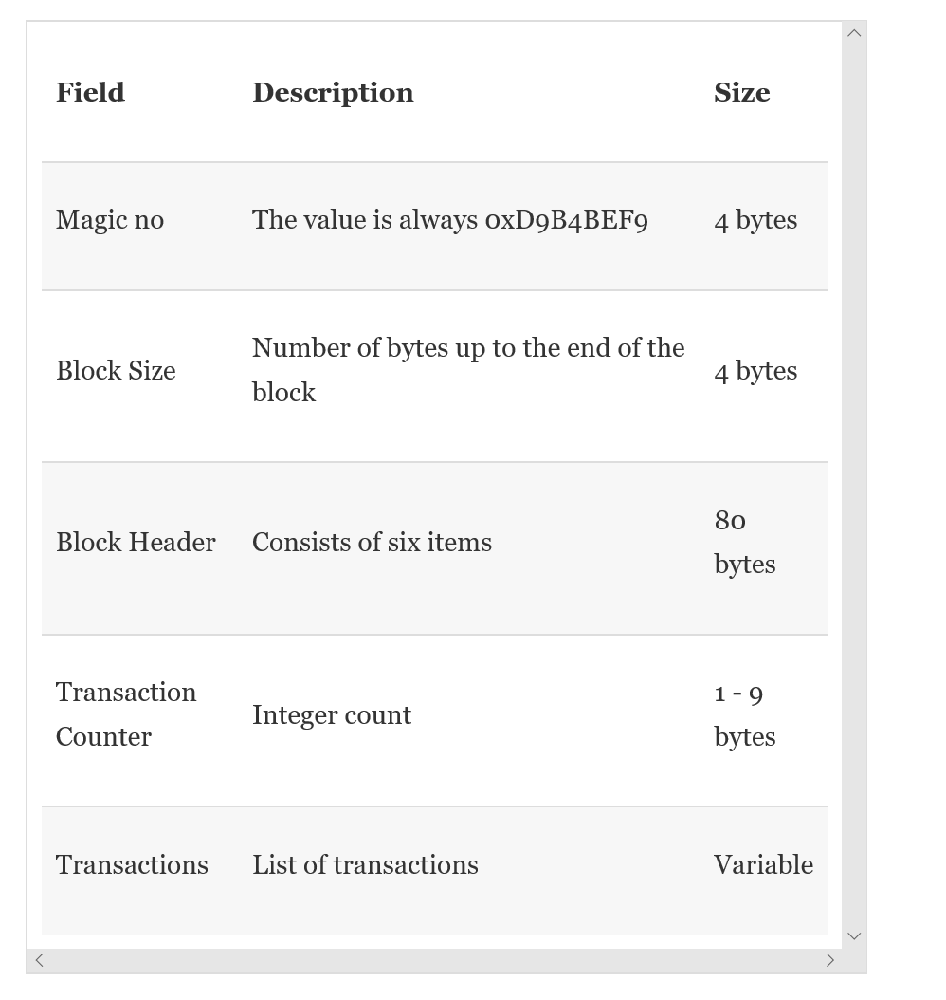 Field Description Size
Magic no The value is always 0xD9B4BEF9 4 bytes
Block Size Number of bytes up to the end of the block 4 bytes
Block Header Consists of six items 80 bytes
Transaction Counter Integer count 1 - 9 bytes
Transactions List of transactions Variable